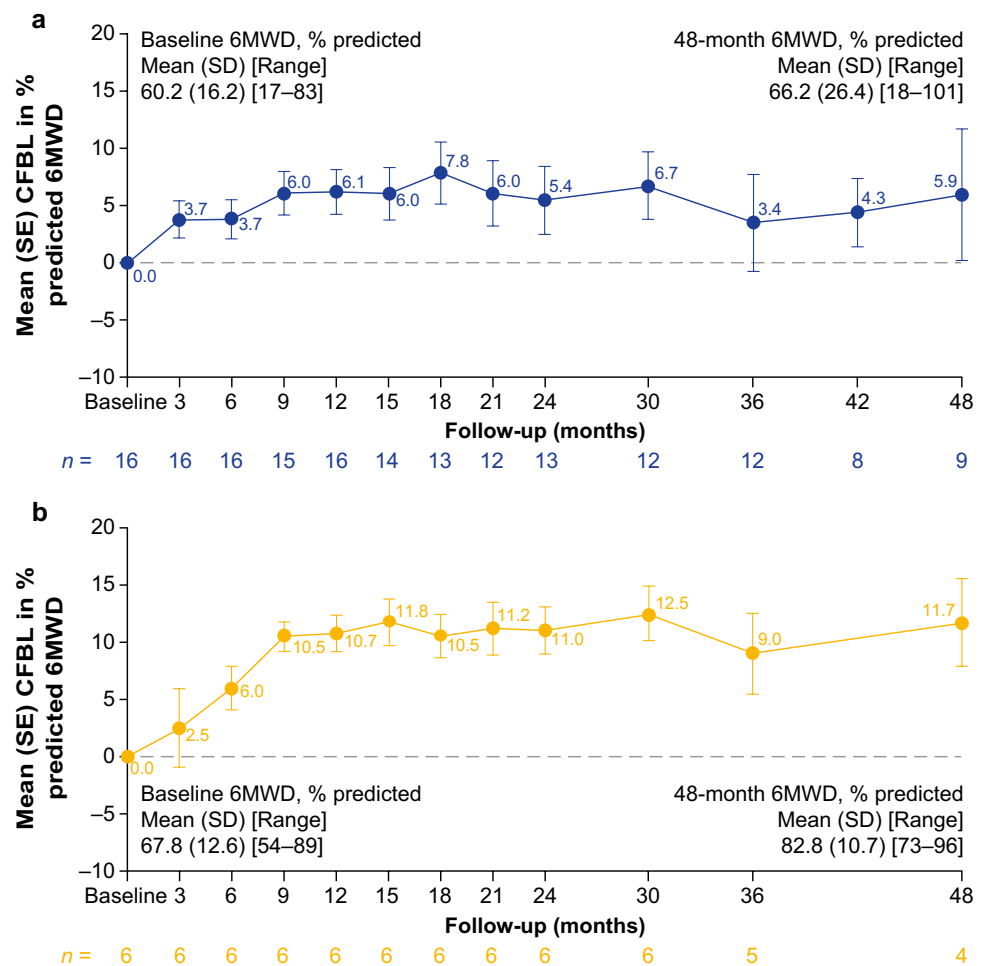 a
Baseline 6MWD, % predicted
Mean (SD) [Range]
60.2 (16.2) [17–83]
48-month 6MWD, % predicted
Mean (SD) [Range]
66.2 (26.4) [18–101]
Mean (SE) CFBL in %
predicted 6MWD
20
15
10
5
0
–5
–10
0.0
3.7
3.7
6.0
6.1
6.0
7.8
6.0
5.4
6.7
3.4
4.3
5.9
Baseline 3 6 9 12 15 18 21 24 30 36 42 48
Follow-up (months)
n = 16 16 16 15 16 14 13 12 13 12 12 8 9
b
Mean (SE) CFBL in %
predicted 6MWD
20
15
10
5
0
–5
–10
0.0
2.5
6.0
10.5
10.7
11.8
10.5
11.2
11.0
12.5
9.0
11.7
Baseline 6MWD, % predicted
Mean (SD) [Range]
67.8 (12.6) [54–89]
48-month 6MWD, % predicted
Mean (SD) [Range]
82.8 (10.7) [73–96]
Baseline 3 6 9 12 15 18 21 24 30 36 48
Follow-up (months)
n = 6 6 6 6 6 6 6 6 6 6 5 4